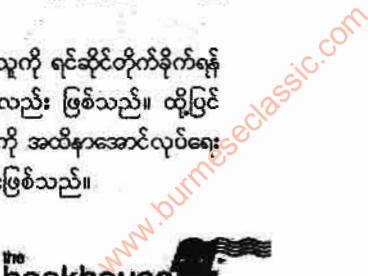 သူကို ရင်ဆိုင်တိုက်ခိုက်ရန်
လည်း ဖြစ်သည်။ ထို့ပြင်
ကို အထိနာအောင်လုပ်ရေး
ဖြစ်သည်။
www.burmeseclassic.com
the